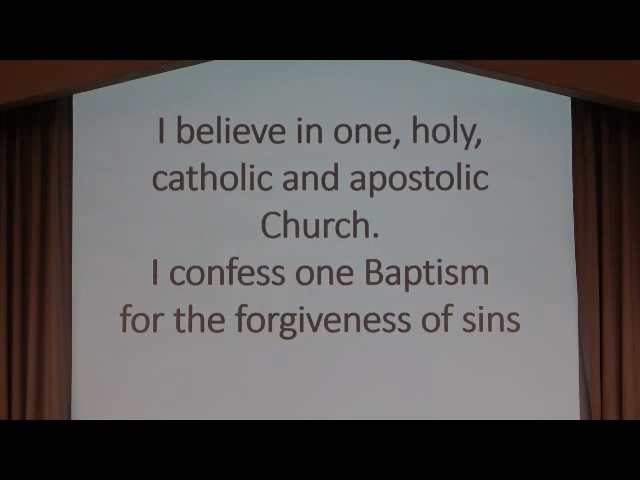 I believe in one, holy,
catholic and apostolic
Church.
I confess one Baptism
for the forgiveness of sins